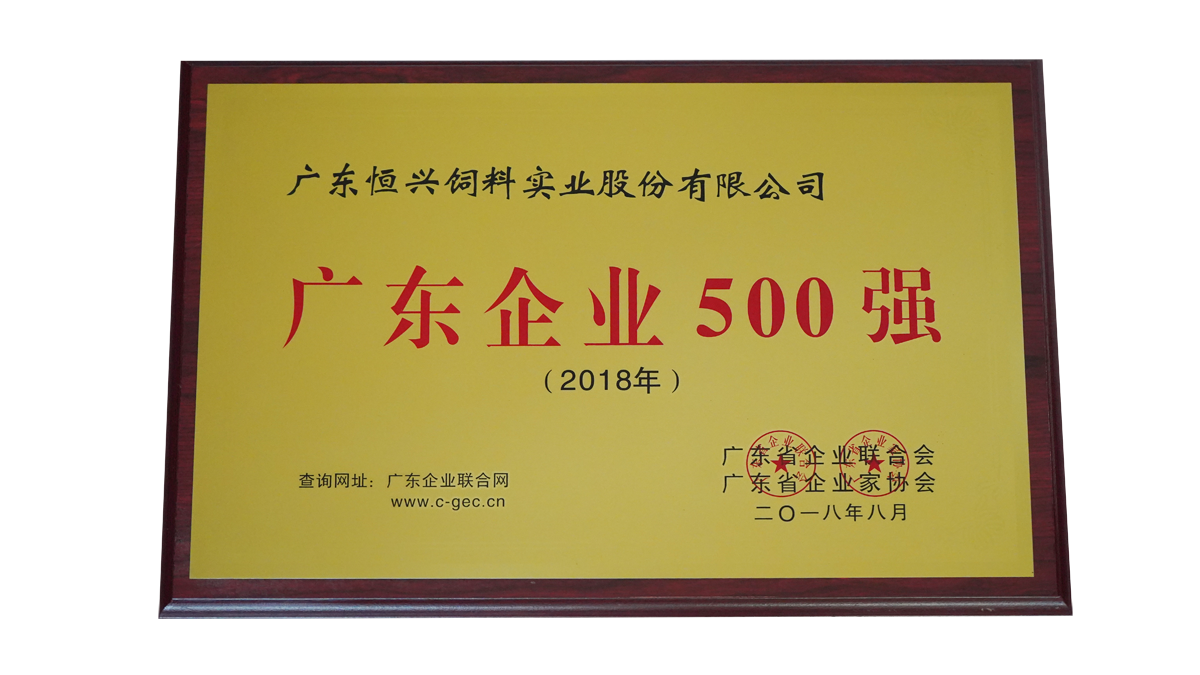 广东恒兴饲料实业股份有限公司
广东企业500强
（2018年）
查询网址：广东企业联合网
www.c-gec.cn
广东省企业联合会
广东省企业家协会
二〇一八年八月